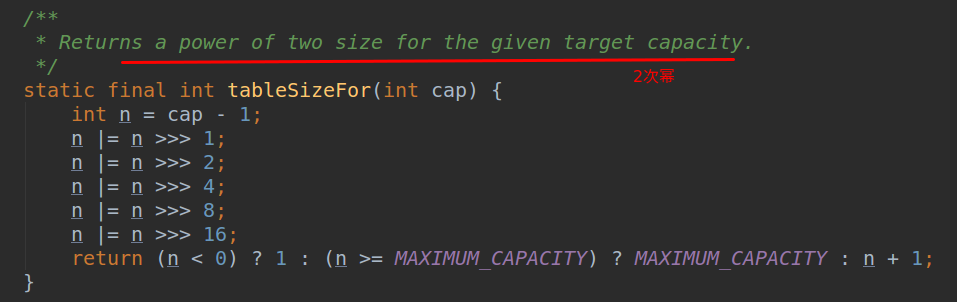 /**
 * Returns a power of two size for the given target capacity.
 */
2次幂
static final int tableSizeFor(int cap) {
    int n = cap - 1;
    n |= n >>> 1;
    n |= n >>> 2;
    n |= n >>> 4;
    n |= n >>> 8;
    n |= n >>> 16;
    return (n < 0) ? 1 : (n >= MAXIMUM_CAPACITY) ? MAXIMUM_CAPACITY : n + 1;
}